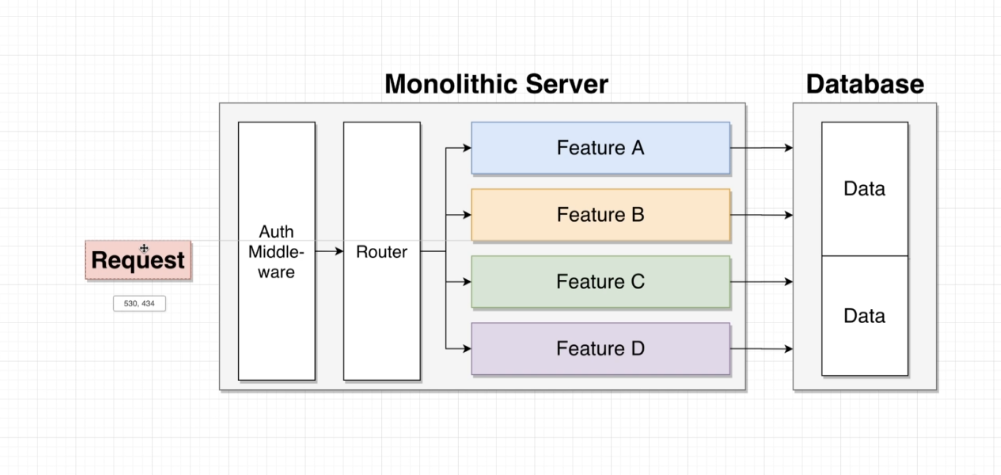 Monolithic Server
Database
Feature A
Feature B
Feature C
Feature D
Auth
Middle-
ware
Router
Request
530, 434
Data
Data